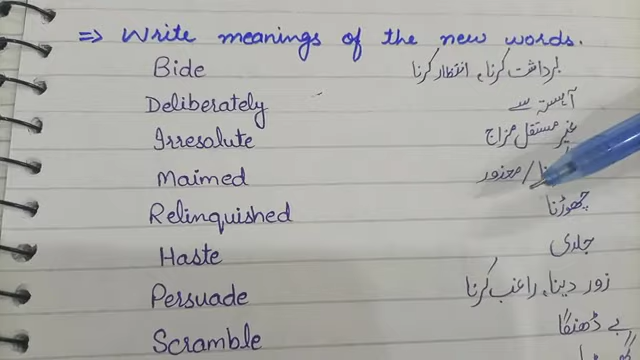 => Write meanings of the new words.
Bide برداشت کرنا، انتظار کرنا
Deliberately آہستہ سے
Irresolute غیر مستقل مزاج
Maimed معذور
Relinquished چھوڑنا
Haste جلدی
Persuade زور دینا، راغب کرنا
Scramble بے ڈھنگا